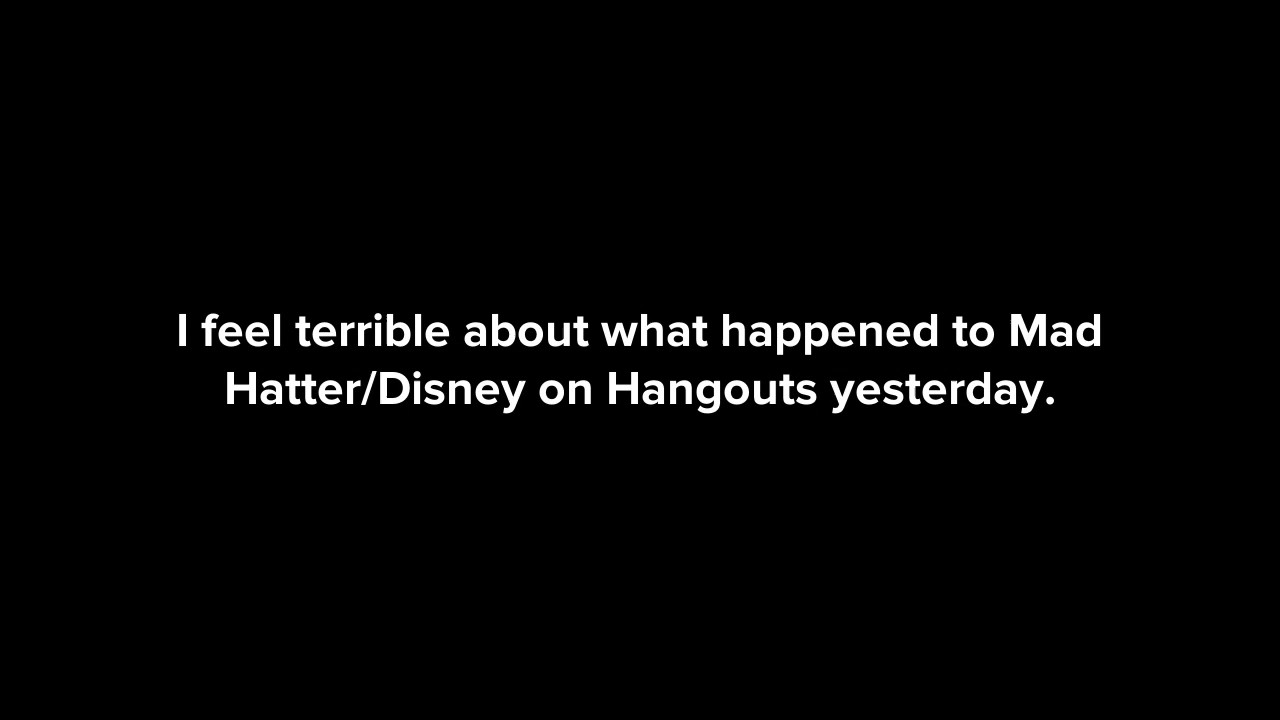 I feel terrible about what happened to Mad
Hatter/Disney on Hangouts yesterday.